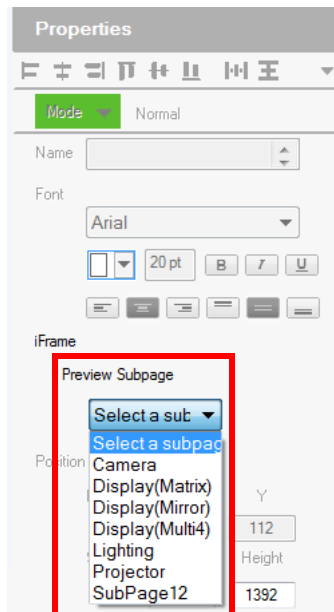 Properties
Mode Normal
Name
Font
Arial
20 pt B I U
iFrame
Preview Subpage
Select a sub
Select a subpag
Position
Camera
Display(Matrix)
Display(Mirror)
Y
Display(Multi4)
112
Lighting
Height
Projector
SubPage12
1392